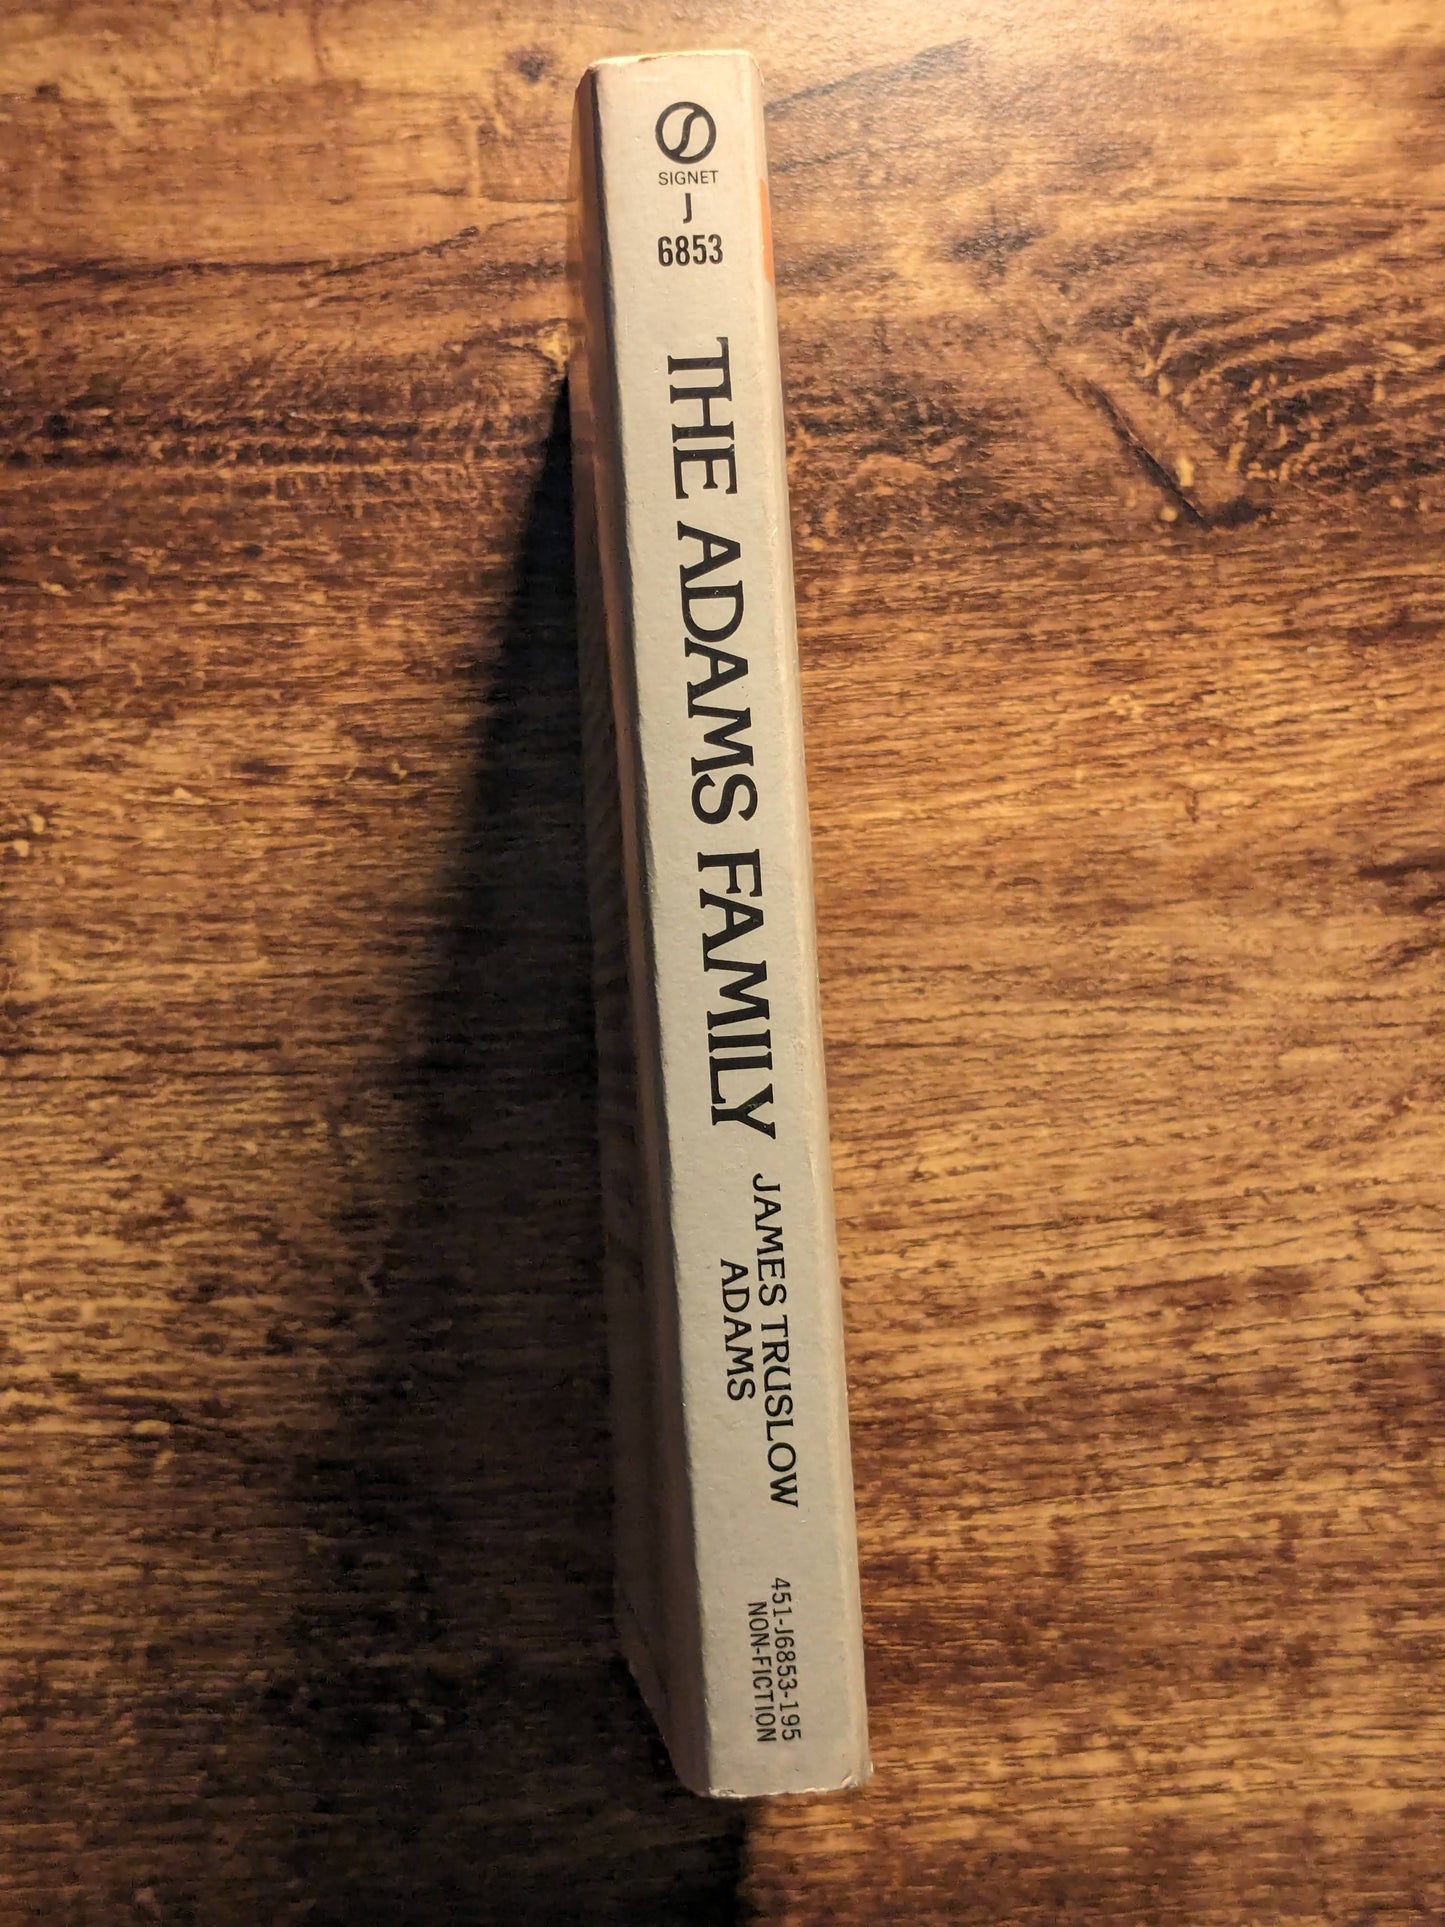 SIGNET
J
6853
THE ADAMS FAMILY
JAMES TRUSLOW
ADAMS
451-J6853-195
NON-FICTION